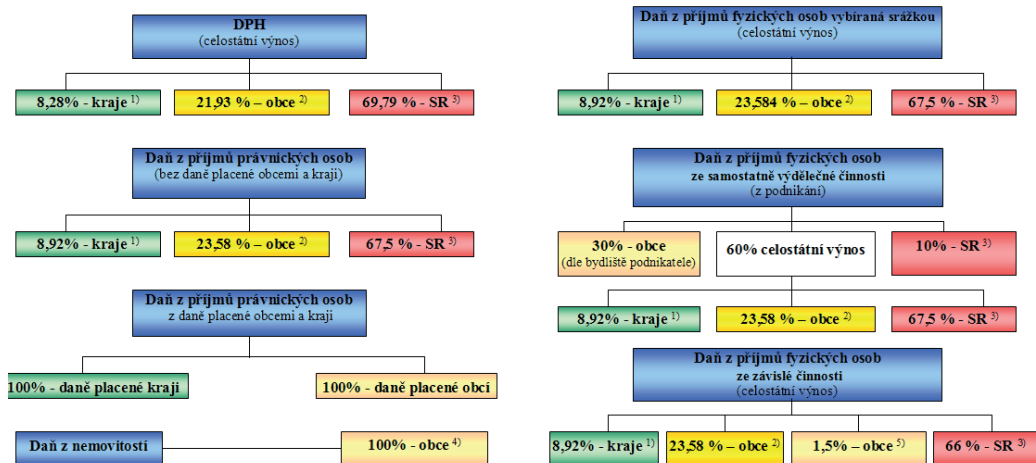 DPH
(celostátní výnos)
8,28% - kraje 1)
21,93 % – obce 2)
69,79 % - SR 3)
Daň z příjmů právnických osob
(bez daně placené obcemi a kraji)
8,92% - kraje 1)
23,58 % – obce 2)
67,5 % - SR 3)
Daň z příjmů právnických osob
z daně placené obcemi a kraji
100% - daně placené kraji
100% - daně placené obcí
Daň z nemovitostí
100% - obce 4)
Daň z příjmů fyzických osob vybíraná srážkou
(celostátní výnos)
8,92% - kraje 1)
23,584 % – obce 2)
67,5 % - SR 3)
Daň z příjmů fyzických osob
ze samostatně výdělečné činnosti
(z podnikání)
30% - obce
(dle bydliště podnikatele)
60% celostátní výnos
10% - SR 3)
8,92% - kraje 1)
23,58 % – obce 2)
67,5 % - SR 3)
Daň z příjmů fyzických osob
ze závislé činnosti
(celostátní výnos)
8,92% - kraje 1)
23,58 % – obce 2)
1,5% – obce 5)
66 % - SR 3)